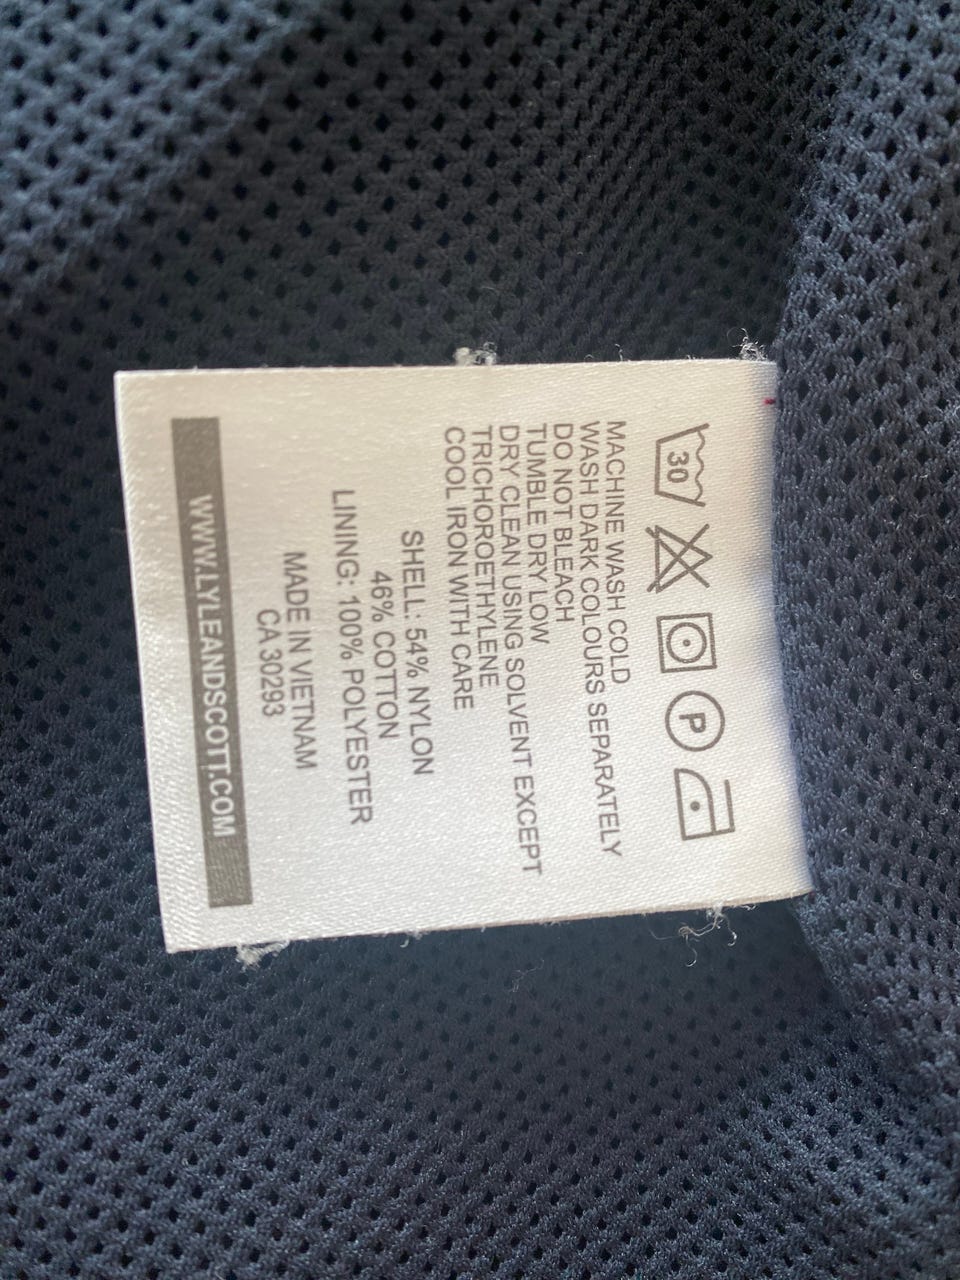 30 P
MACHINE WASH COLD
WASH DARK COLOURS SEPARATELY
DO NOT BLEACH
TUMBLE DRY LOW
DRY CLEAN USING SOLVENT EXCEPT
TRICHOROETHYLENE
COOL IRON WITH CARE
SHELL: 54% NYLON
46% COTTON
LINING: 100% POLYESTER
MADE IN VIETNAM
CA 30293
WWW.LYLEANDSCOTT.COM